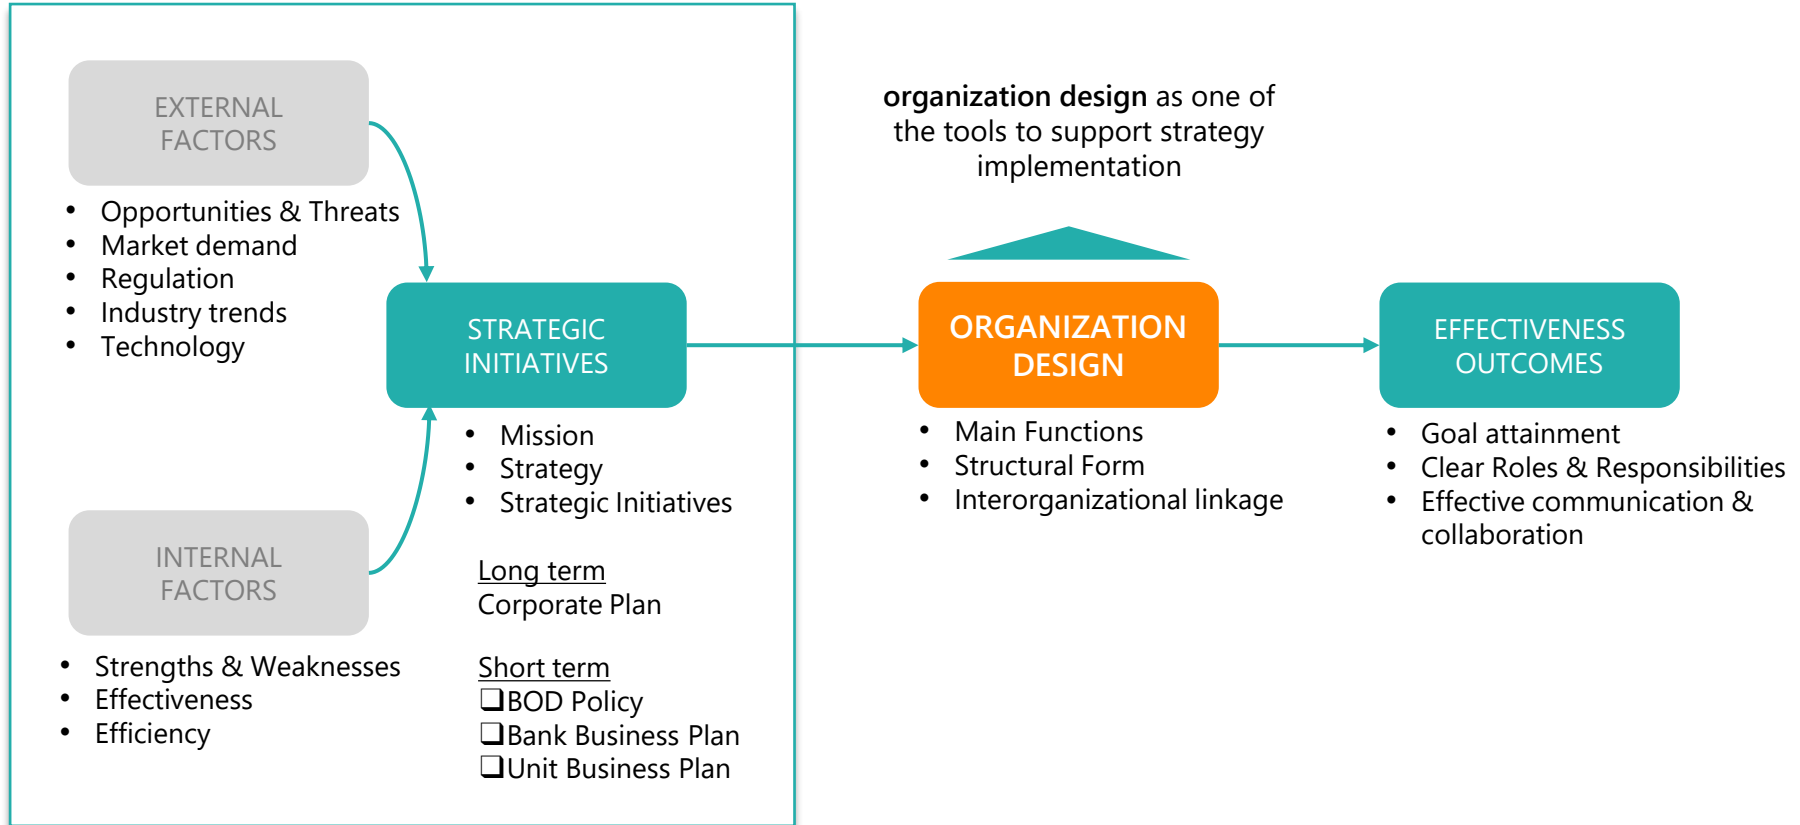 EXTERNAL
FACTORS
• Opportunities & Threats
• Market demand
• Regulation
• Industry trends
• Technology
INTERNAL
FACTORS
• Strengths & Weaknesses
• Effectiveness
• Efficiency
STRATEGIC
INITIATIVES
• Mission
• Strategy
• Strategic Initiatives
Long term
Corporate Plan
Short term
❑BOD Policy
❑Bank Business Plan
❑Unit Business Plan
organization design as one of
the tools to support strategy
implementation
ORGANIZATION
DESIGN
• Main Functions
• Structural Form
• Interorganizational linkage
EFFECTIVENESS
OUTCOMES
• Goal attainment
• Clear Roles & Responsibilities
• Effective communication &
collaboration